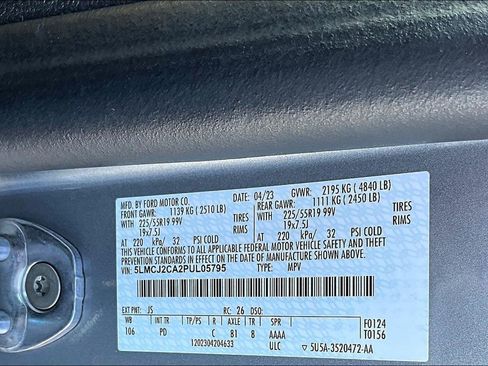 MFD. BY FORD MOTOR CO. 04/23 GVWR: 2195 KG ( 4840 LB)
FRONT GAWR: 1139 KG ( 2510 LB) REAR GAWR: 1111 KG ( 2450 LB)
WITH 225/55R19 99V TIRES WITH 225/55R19 99V TIRES
19x7.5J RIMS 19x7.5J RIMS
AT 220 kPa/ 32 PSI COLD AT 220 kPa/ 32 PSI COLD
THIS VEHICLE CONFORMS TO ALL APPLICABLE FEDERAL MOTOR VEHICLE SAFETY, BUMPER, AND THEFT
PREVENTION STANDARDS IN EFFECT ON THE DATE OF MANUFACTURE SHOWN ABOVE.
VIN: 5LMCJ2CA2PUL05795 TYPE: MPV
EXT PNT: JS RC: 26 DSO:
WB INT TR TP/PS R AXLE TR SPR F0124
106 PD C 81 8 AAAA T0156
1202304204633 ULC ▽ 5U5A-3520472-AA